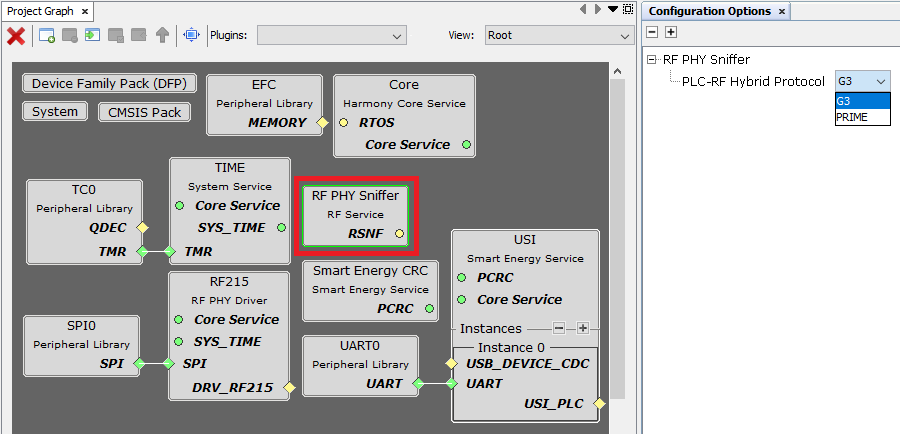 Project Graph
Plugins:
View:
Root
Device Family Pack (DFP)
System
CMSIS Pack
EFC
Peripheral Library
MEMORY
Core
Harmony Core Service
RTOS
Core Service
TC0
Peripheral Library
QDEC
TMR
TIME
System Service
Core Service
SYS_TIME
TMR
RF PHY Sniffer
RF Service
RSNF
Smart Energy CRC
Smart Energy Service
PCRC
USI
Smart Energy Service
PCRC
Core Service
Instances
Instance 0
USB_DEVICE_CDC
UART
USI_PLC
SPI0
Peripheral Library
SPI
RF215
RF PHY Driver
Core Service
SYS_TIME
SPI
DRV_RF215
UART0
Peripheral Library
UART
Configuration Options
RF PHY Sniffer
PLC-RF Hybrid Protocol
G3
G3
PRIME